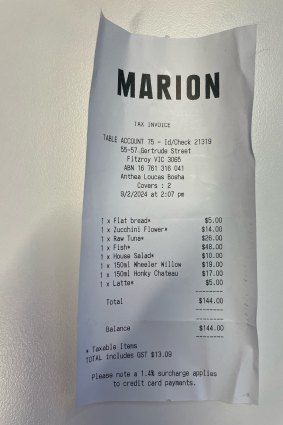 MARION
TAX INVOICE
TABLE ACCOUNT 75 - Id/Check 21319
55-57 Gertrude Street
Fitzroy VIC 3065
ABN 16 761 316 041
Anthea Loucas Bosha
Covers : 2
9/2/2024 at 2:07 pm
1 x Flat bread* $5.00
1 x Zucchini Flower* $14.00
1 x Raw Tuna* $26.00
1 x Fish* $48.00
1 x House Salad* $10.00
1 x 150ml Wheeler Willow $19.00
1 x 150ml Honky Chateau $17.00
1 x Latte* $5.00
Total $144.00
Balance $144.00
* Taxable Items
TOTAL includes GST $13.09
Please note a 1.4% surcharge applies
to credit card payments.